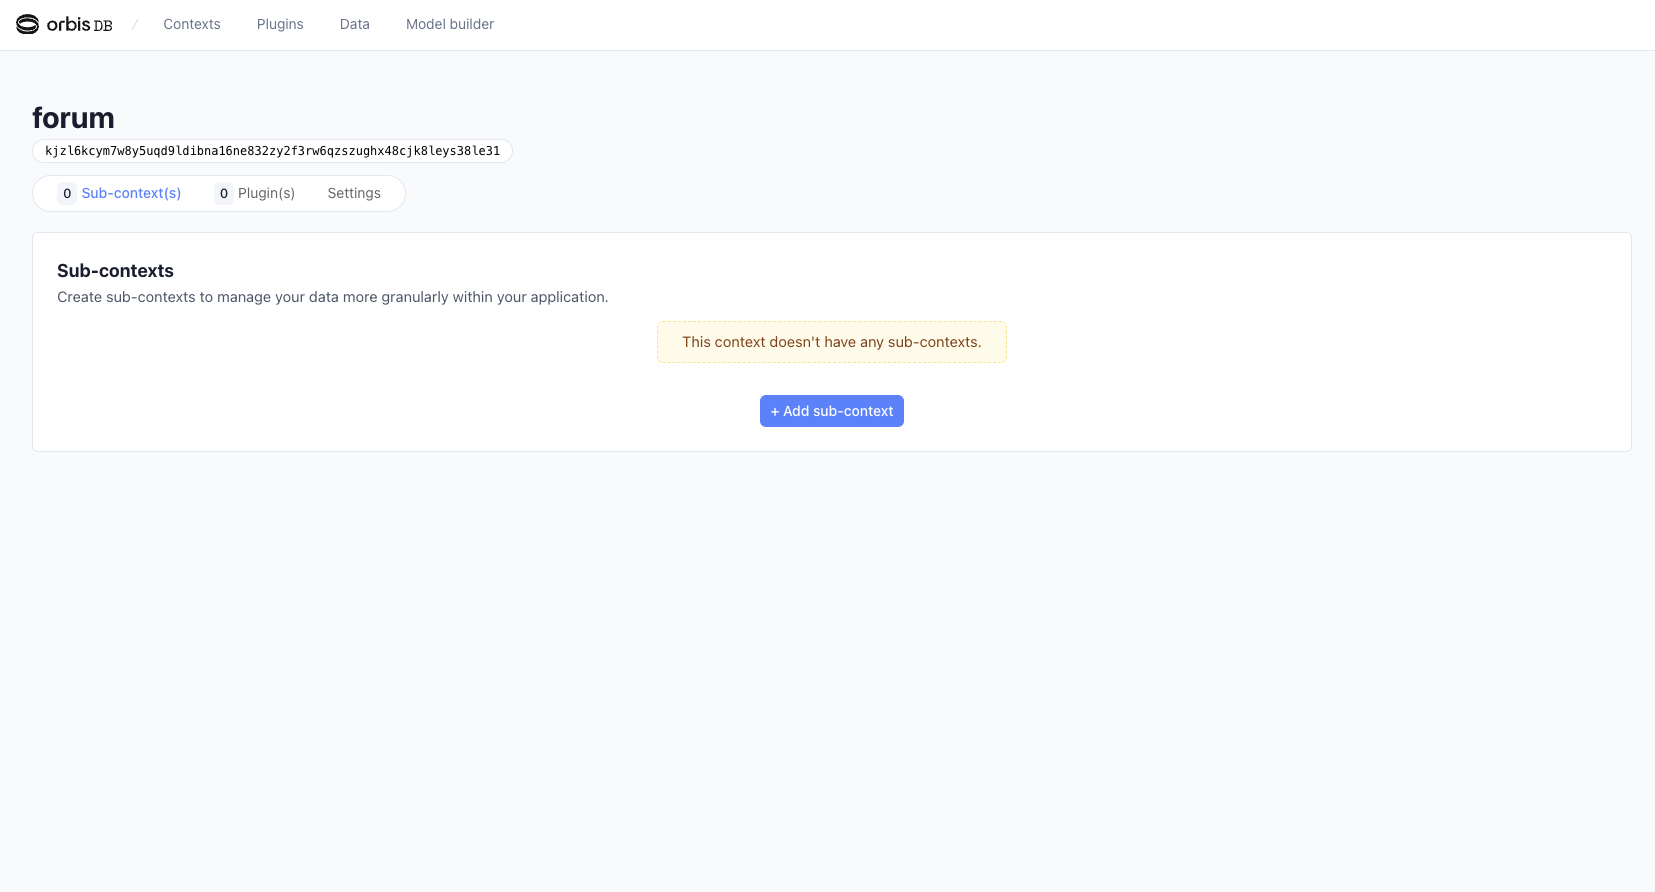 orbis DB / Contexts Plugins Data Model builder
forum
kjzl6kcym7w8y5uqd9ldibna16ne832zy2f3rw6qzszughx48cjk8leys38le31
0 Sub-context(s) 0 Plugin(s) Settings
Sub-contexts
Create sub-contexts to manage your data more granularly within your application.
This context doesn't have any sub-contexts.
+ Add sub-context